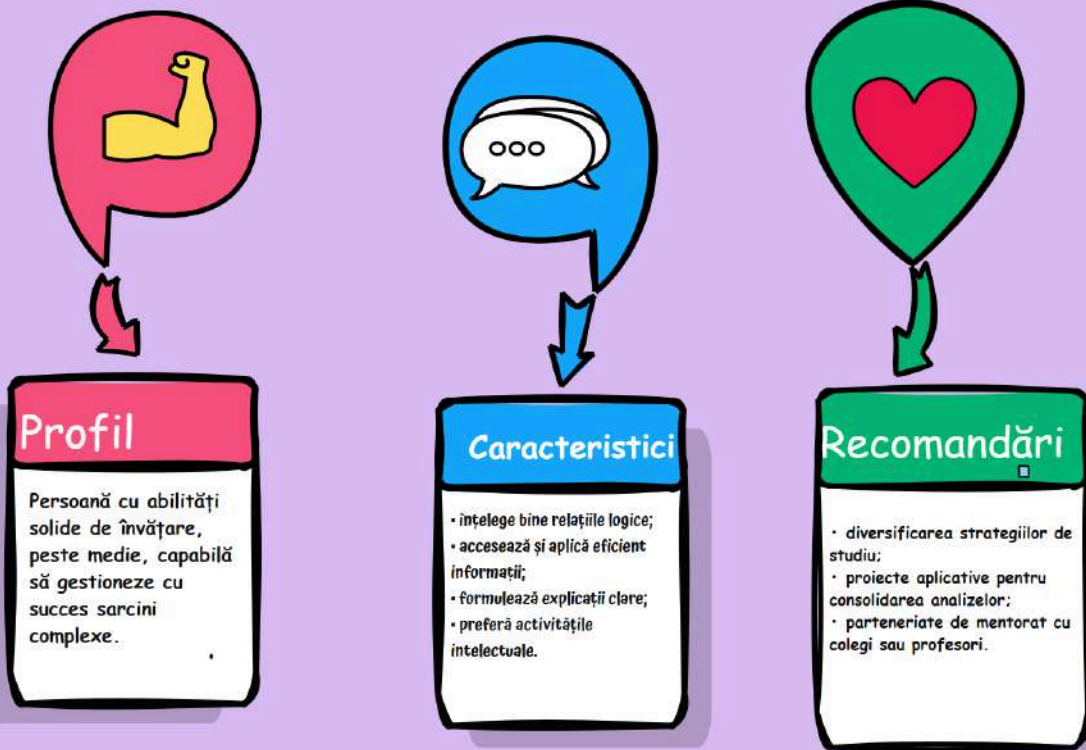 Profil
Persoană cu abilități
solide de învățare,
peste medie, capabilă
să gestioneze cu
succes sarcini
complexe.
Caracteristici
• înțelege bine relațiile logice;
• accesează și aplică eficient
informații;
• formulează explicații clare;
• preferă activitățile
intelectuale.
Recomandări
• diversificarea strategiilor de
studiu;
• proiecte aplicative pentru
consolidarea analizelor;
• parteneriate de mentorat cu
colegi sau profesori.